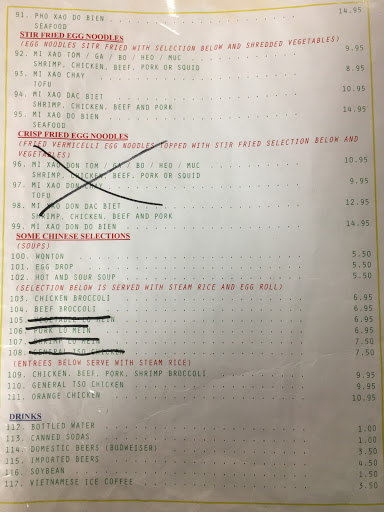 91. PHO XAO DO BIEN 14.95
SEAFOOD
STIR FRIED EGG NOODLES
(EGG NOODLES SITR FRIED WITH SELECTION BELOW AND SHREDDED VEGETABLES)
92. MI XAO TOM / GA / BO / HEO / MUC 9.95
SHRIMP. CHICKEN. BEEF. PORK OR SQUID
93. MI XAO CHAY 8.95
TOFU
94. MI XAO DAC BIET 10.95
SHRIMP. CHICKEN. BEEF AND PORK
95. MI XAO DO BIEN 14.95
SEAFOOD
CRISP FRIED EGG NOODLES
(FRIED VERMICELLI EGG NOODLES TOPPED WITH STIR FRIED SELECTION BELOW AND
VEGETABLES)
96. MI XAO DON TOM / GA / BO / HEO / MUC 10.95
SHRIMP. CHICKEN. BEEF. PORK OR SQUID
97. MI XAO DON CHAY 9.95
TOFU
98. MI XAO DON DAC BIET 12.95
SHRIMP. CHICKEN. BEEF AND PORK
99. MI XAO DON DO BIEN 14.95
SOME CHINESE SELECTIONS
(SOUPS)
100. WONTON 5.50
101. EGG DROP 5.50
102. HOT AND SOUR SOUP 5.50
(SELECTION BELOW IS SERVED WITH STEAM RICE AND EGG ROLL)
103. CHICKEN BROCCOLI 6.95
104. BEEF BROCCOLI 6.95
105. VEGETABLE LO MEIN 6.95
106. PORK LO MEIN 6.95
107. SHRIMP LO MEIN 7.50
108. GENERAL TSO CHICKEN 7.50
(ENTREES BELOW SERVE WITH STEAM RICE)
109. CHICKEN. BEEF. PORK. SHRIMP BROCCOLI 9.95
110. GENERAL TSO CHICKEN 9.95
111. ORANGE CHICKEN 10.95
DRINKS
112. BOTTLED WATER 1.00
113. CANNED SODAS 1.00
114. DOMESTIC BEERS (BUDWEISER) 3.50
115. IMPORTED BEERS 4.50
116. SOYBEAN 1.50
117. VIETNAMESE ICE COFFEE 3.50